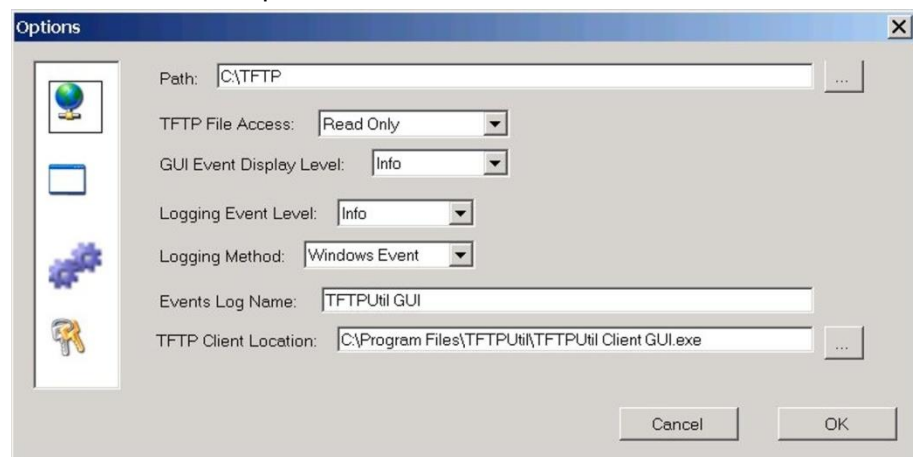 Options
Path: C:\TFTP ...
TFTP File Access: Read Only
GUI Event Display Level: Info
Logging Event Level: Info
Logging Method: Windows Event
Events Log Name: TFTPUtil GUI
TFTP Client Location: C:\Program Files\TFTPUtil\TFTPUtil Client GUI.exe ...
Cancel OK